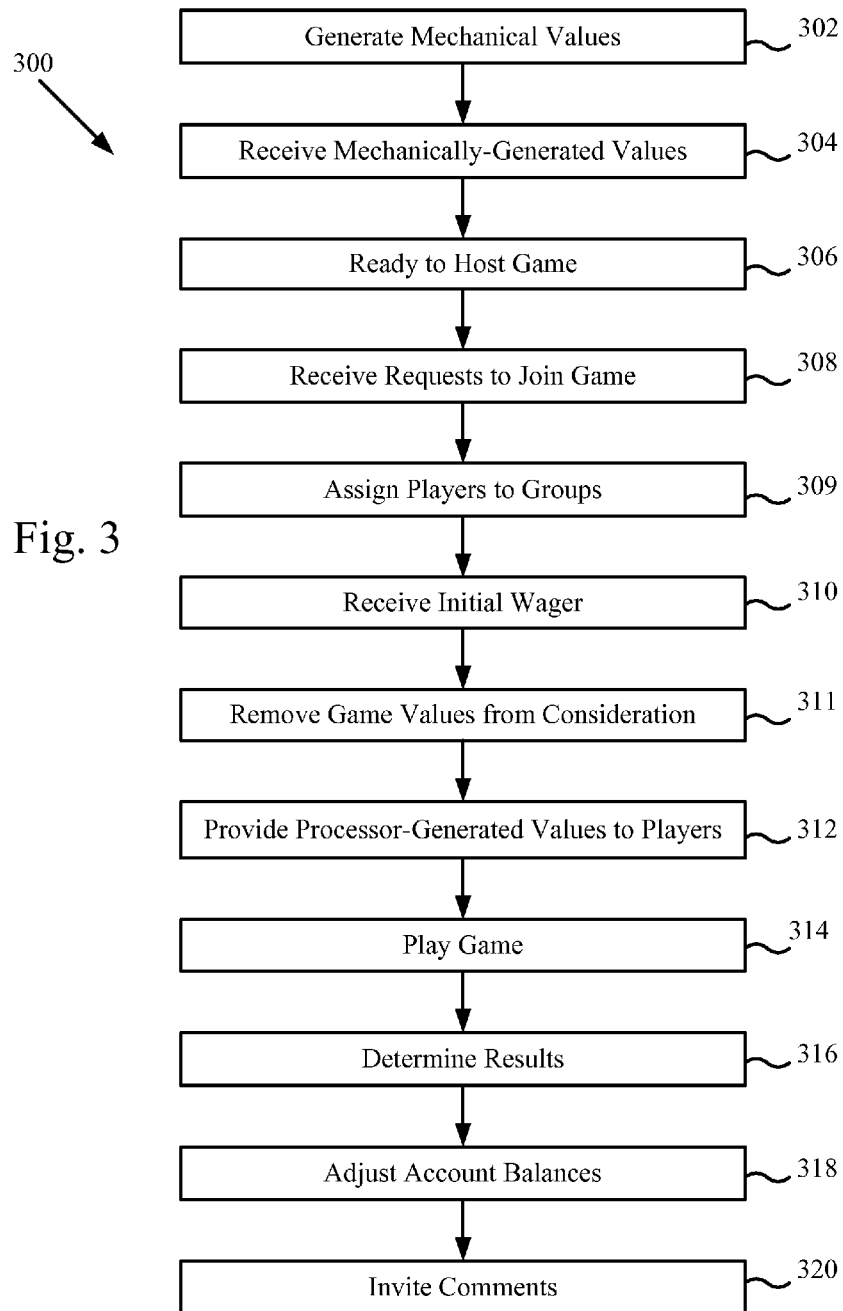 Generate Mechanical Values 302
300
Receive Mechanically-Generated Values 304
Ready to Host Game 306
Receive Requests to Join Game 308
Assign Players to Groups 309
Fig. 3
Receive Initial Wager 310
Remove Game Values from Consideration 311
Provide Processor-Generated Values to Players 312
Play Game 314
Determine Results 316
Adjust Account Balances 318
Invite Comments 320